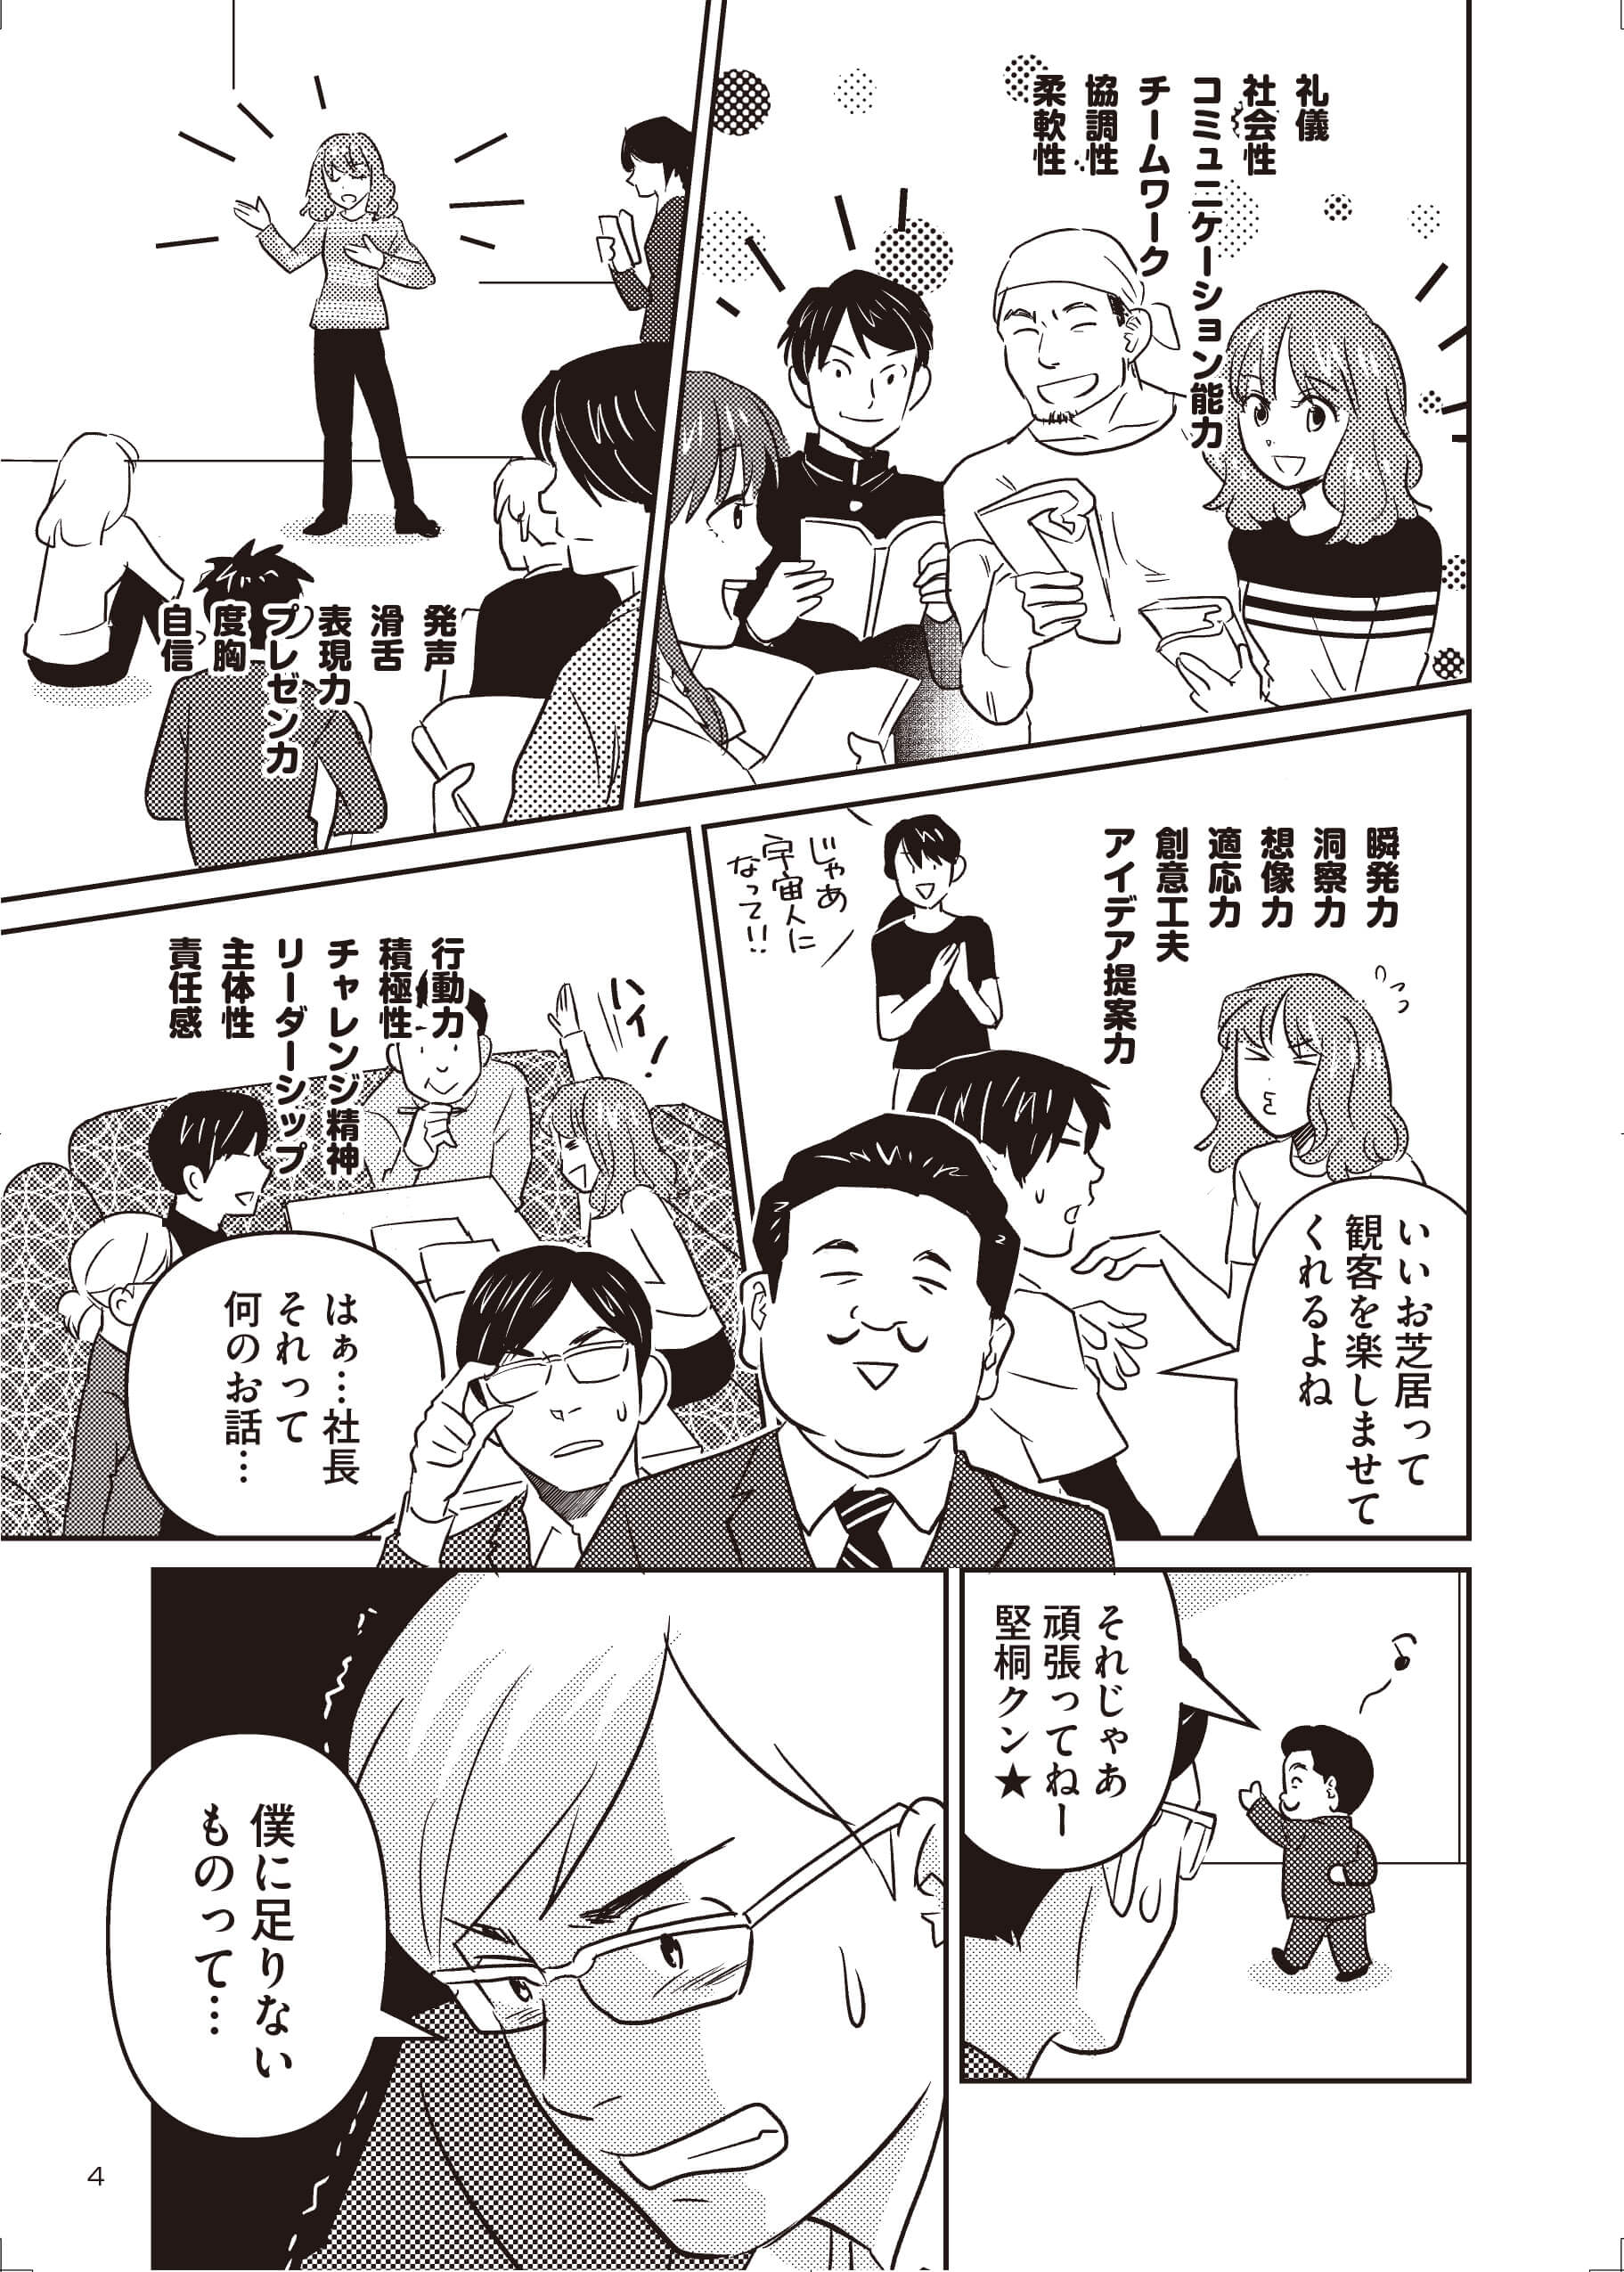 礼儀
社会性
コミュニケーション能力
チームワーク
協調性
柔軟性
発声
滑舌
表現力
プレゼン力
度胸
自信
瞬発力
洞察力
想像力
適応力
創意工夫
アイデア提案力
じゃあ
宇宙人に
なって!!
いいお芝居って
観客を楽しませて
くれるよね
ハイ!
行動力
積極性
チャレンジ精神
リーダーシップ
主体性
責任感
はぁ…社長
それって
何のお話…
それじゃあ
頑張ってねー
堅桐クン★
僕に足りない
ものって…
4